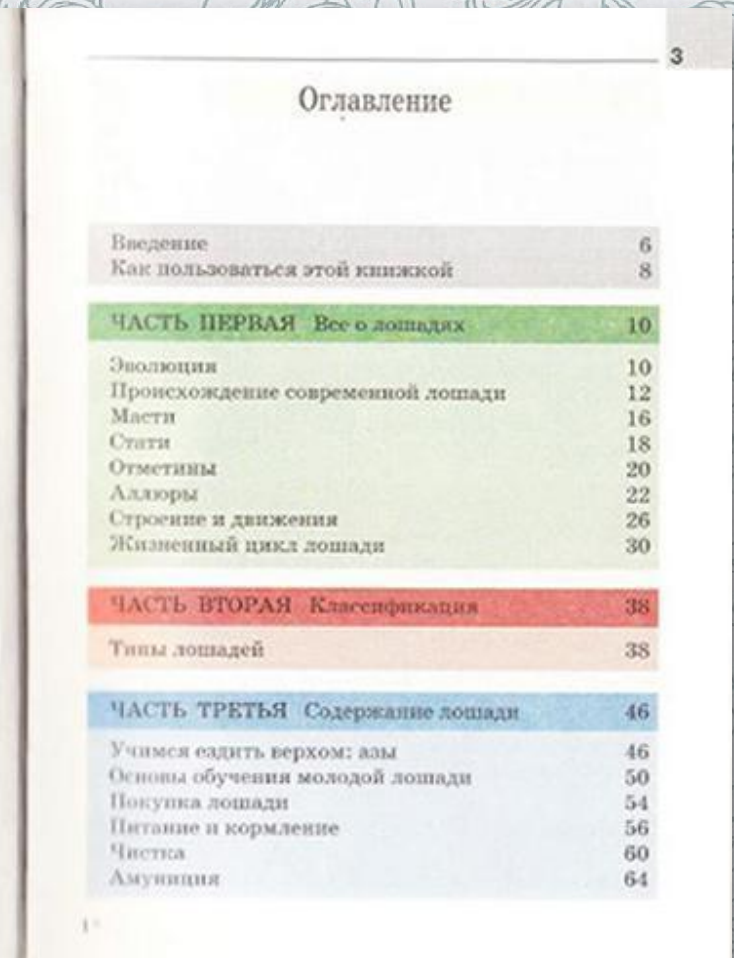 3
Оглавление
Введение 6
Как пользоваться этой книжкой 8
ЧАСТЬ ПЕРВАЯ Все о лошадях 10
Эволюция 10
Происхождение современной лошади 12
Масти 16
Стати 18
Отметины 20
Аллюры 22
Строение и движения 26
Жизненный цикл лошади 30
ЧАСТЬ ВТОРАЯ Классификация 38
Типы лошадей 38
ЧАСТЬ ТРЕТЬЯ Содержание лошади 46
Учимся ездить верхом: азы 46
Основы обучения молодой лошади 50
Покупка лошади 54
Питание и кормление 56
Чистка 60
Амуниция 64